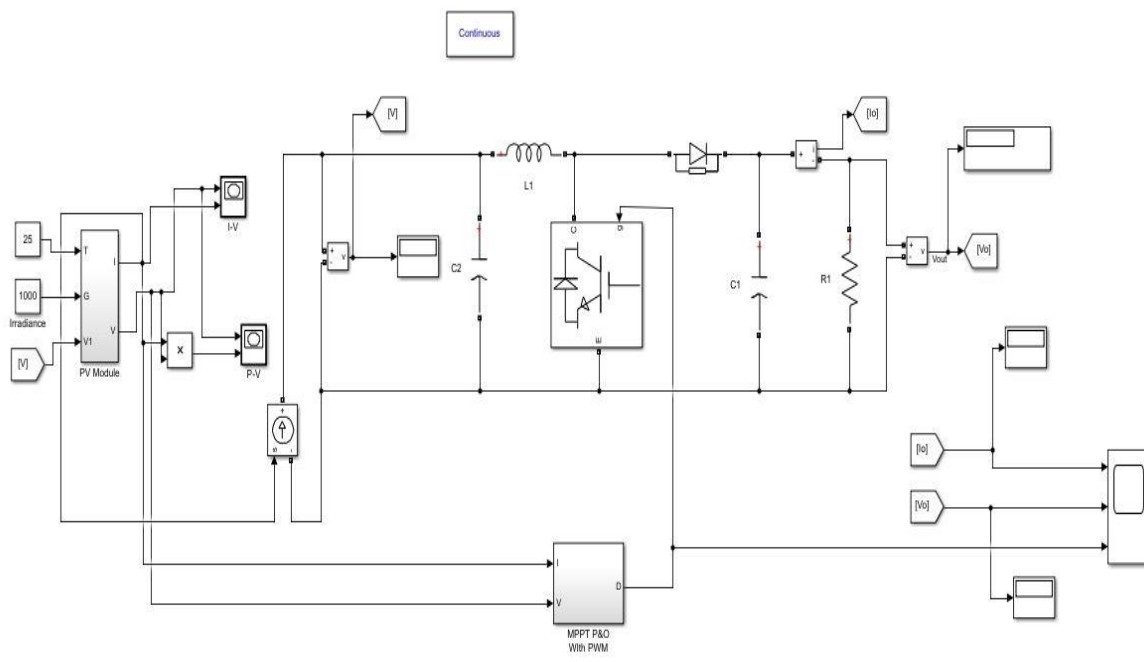 Continuous
[V]
[Io]
L1
I-V
25
T
I
g
C
+
-
v
C2
C1
R1
+
-
v
Vout
[Vo]
1000
G
Irradiance
V
x
P-V
[V]
V1
PV Module
E
+
s
-
[Io]
[Vo]
I
V
D
MPPT P&O
With PWM